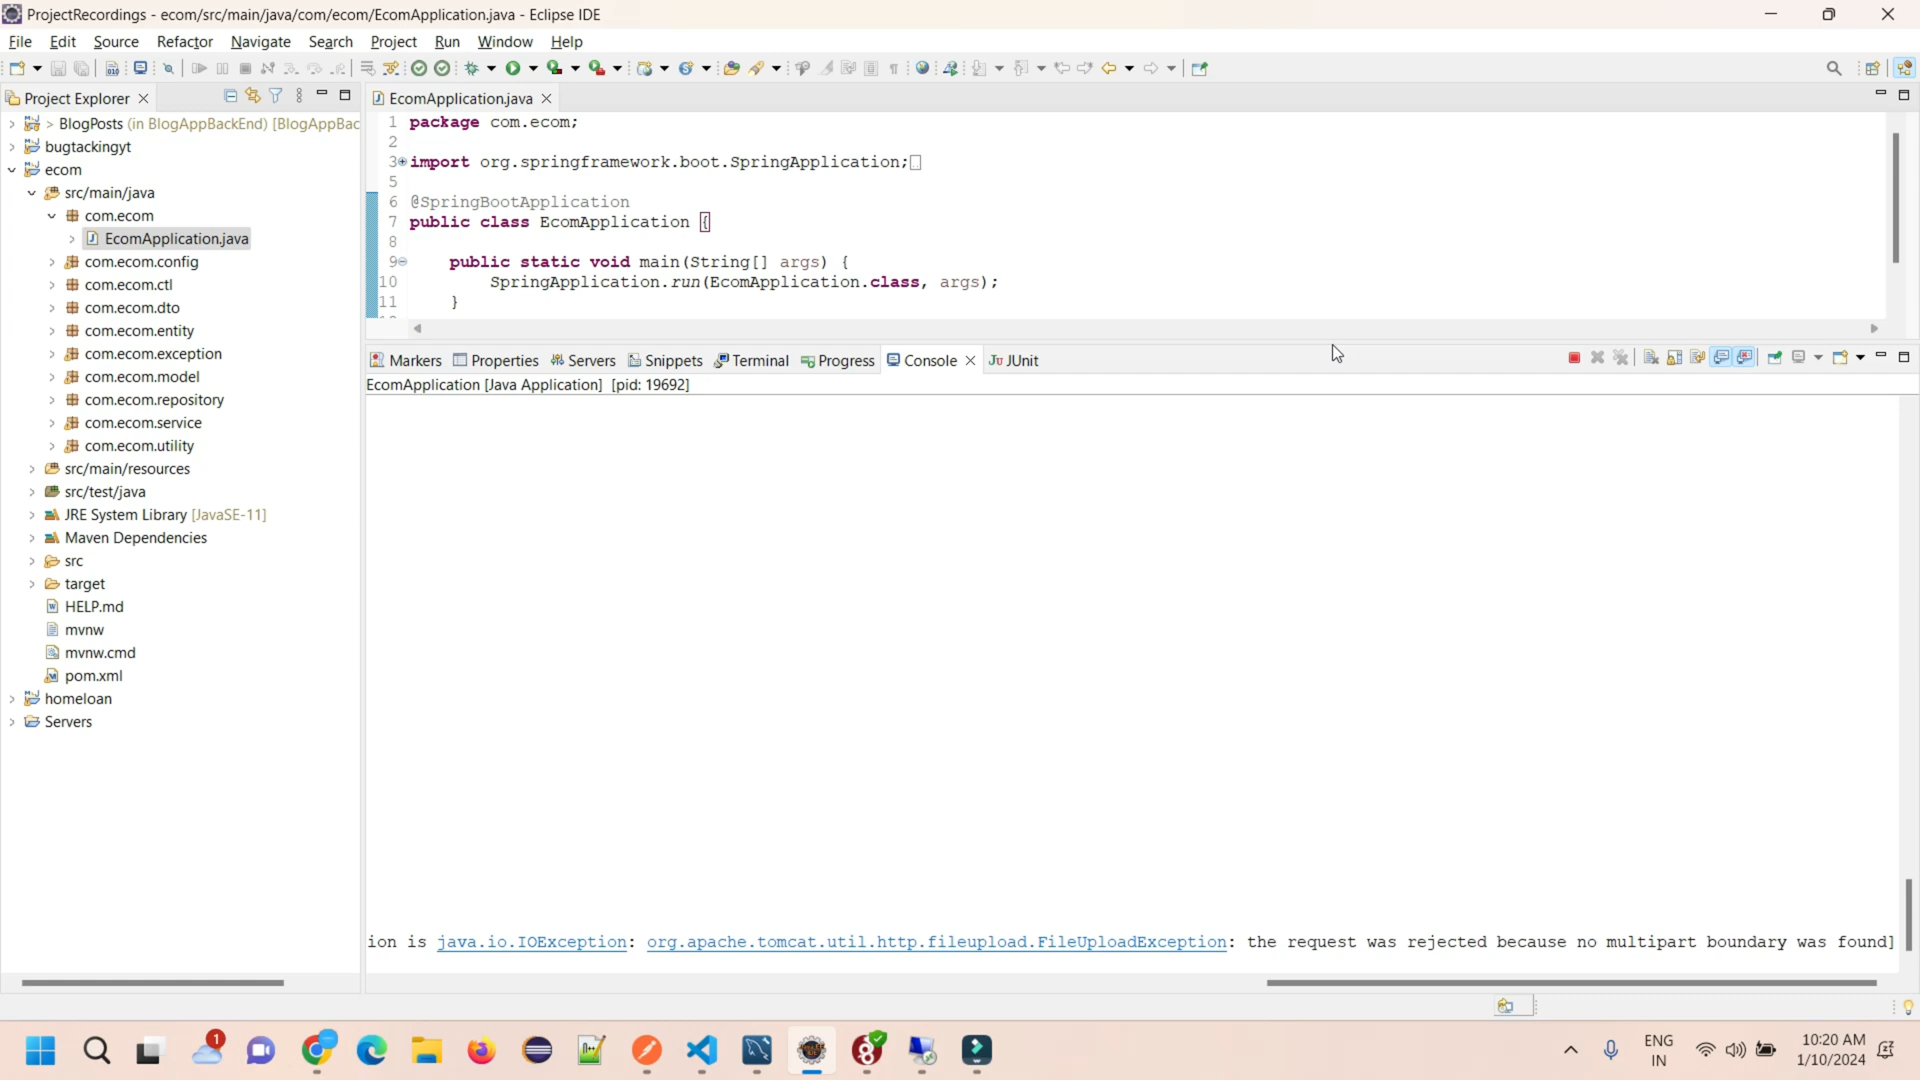 ProjectRecordings - ecom/src/main/java/com/ecom/EcomApplication.java - Eclipse IDE
File Edit Source Refactor Navigate Search Project Run Window Help
Project Explorer
> BlogPosts (in BlogAppBackEnd) [BlogAppBac
bugtackingyt
ecom
src/main/java
com.ecom
EcomApplication.java
com.ecom.config
com.ecom.ctl
com.ecom.dto
com.ecom.entity
com.ecom.exception
com.ecom.model
com.ecom.repository
com.ecom.service
com.ecom.utility
src/main/resources
src/test/java
JRE System Library [JavaSE-11]
Maven Dependencies
src
target
HELP.md
mvnw
mvnw.cmd
pom.xml
homeloan
Servers
EcomApplication.java
1 package com.ecom;
2
3 import org.springframework.boot.SpringApplication;
5
6 @SpringBootApplication
7 public class EcomApplication {
8
9 public static void main(String[] args) {
10 SpringApplication.run(EcomApplication.class, args);
11 }
Markers Properties Servers Snippets Terminal Progress Console JUnit
EcomApplication [Java Application] [pid: 19692]
ion is java.io.IOException: org.apache.tomcat.util.http.fileupload.FileUploadException: the request was rejected because no multipart boundary was found]
1
ENG
IN
10:20 AM
1/10/2024